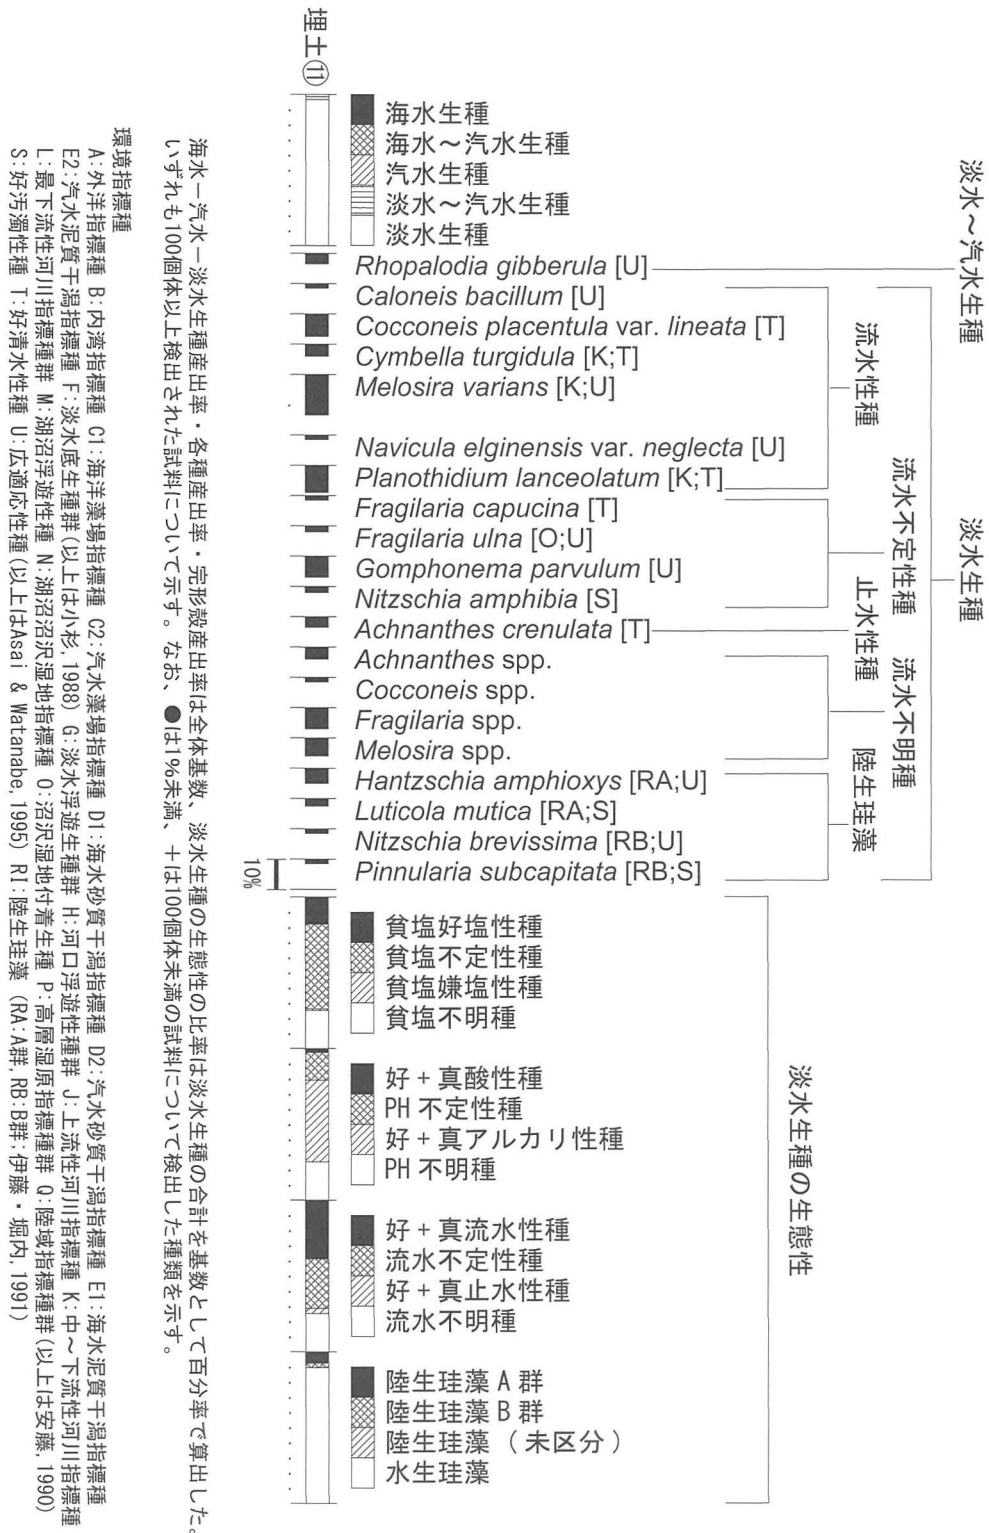 淡水～汽水生種
淡水生種
流水性種
流水不定性種
止水性種
流水不明種
陸生珪藻
淡水生種の生態性
海水生種
海水～汽水生種
汽水生種
淡水～汽水生種
淡水生種
Rhopalodia gibberula [U]
Caloneis bacillum [U]
Cocconeis placentula var. lineata [T]
Cymbella turgidula [K;T]
Melosira varians [K;U]
Navicula elginensis var. neglecta [U]
Planothidium lanceolatum [K;T]
Fragilaria capucina [T]
Fragilaria ulna [O;U]
Gomphonema parvulum [U]
Nitzschia amphibia [S]
Achnanthes crenulata [T]
Achnanthes spp.
Cocconeis spp.
Fragilaria spp.
Melosira spp.
Hantzschia amphioxys [RA;U]
Luticola mutica [RA;S]
Nitzschia brevissima [RB;U]
Pinnularia subcapitata [RB;S]
貧塩好塩性種
貧塩不定性種
貧塩嫌塩性種
貧塩不明種
好＋真酸性種
PH 不定性種
好＋真アルカリ性種
PH 不明種
好＋真流水性種
流水不定性種
好＋真止水性種
流水不明種
陸生珪藻 A 群
陸生珪藻 B 群
陸生珪藻（未区分）
水生珪藻
埋土⑪
10%
海水－汽水－淡水生種産出率・各種産出率・完形殻産出率は全体基数、淡水生種の生態性の比率は淡水生種の合計を基数として百分率で算出した。
いずれも100個体以上検出された試料について示す。なお、●は1%未満、＋は100個体未満の試料について検出した種類を示す。
環境指標種
A:外洋指標種 B:内湾指標種 C1:海洋藻場指標種 C2:汽水藻場指標種 D1:海水砂質干潟指標種 D2:汽水砂質干潟指標種 E1:海水泥質干潟指標種
E2:汽水泥質干潟指標種 F:淡水底生種群(以上は小杉,1988) G:淡水浮遊生種群 H:河口浮遊性種群 J:上流性河川指標種 K:中～下流性河川指標種
L:最下流性河川指標種群 M:湖沼浮遊性種 N:湖沼沼沢湿地指標種 O:沼沢湿地付着生種 P:高層湿原指標種群 Q:陸域指標種群(以上は安藤,1990)
S:好汚濁性種 T:好清水性種 U:広適応性種(以上はAsai & Watanabe,1995) RI:陸生珪藻 (RA:A群,RB:B群;伊藤・堀内,1991)